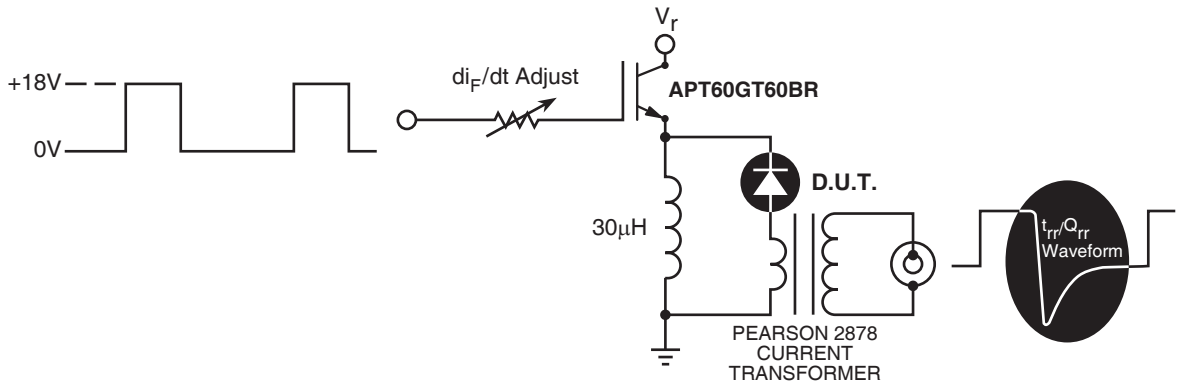 V_r
+18V
di_F/dt Adjust
APT60GT60BR
0V
D.U.T.
30μH
t_rr/Q_rr
Waveform
PEARSON 2878
CURRENT
TRANSFORMER